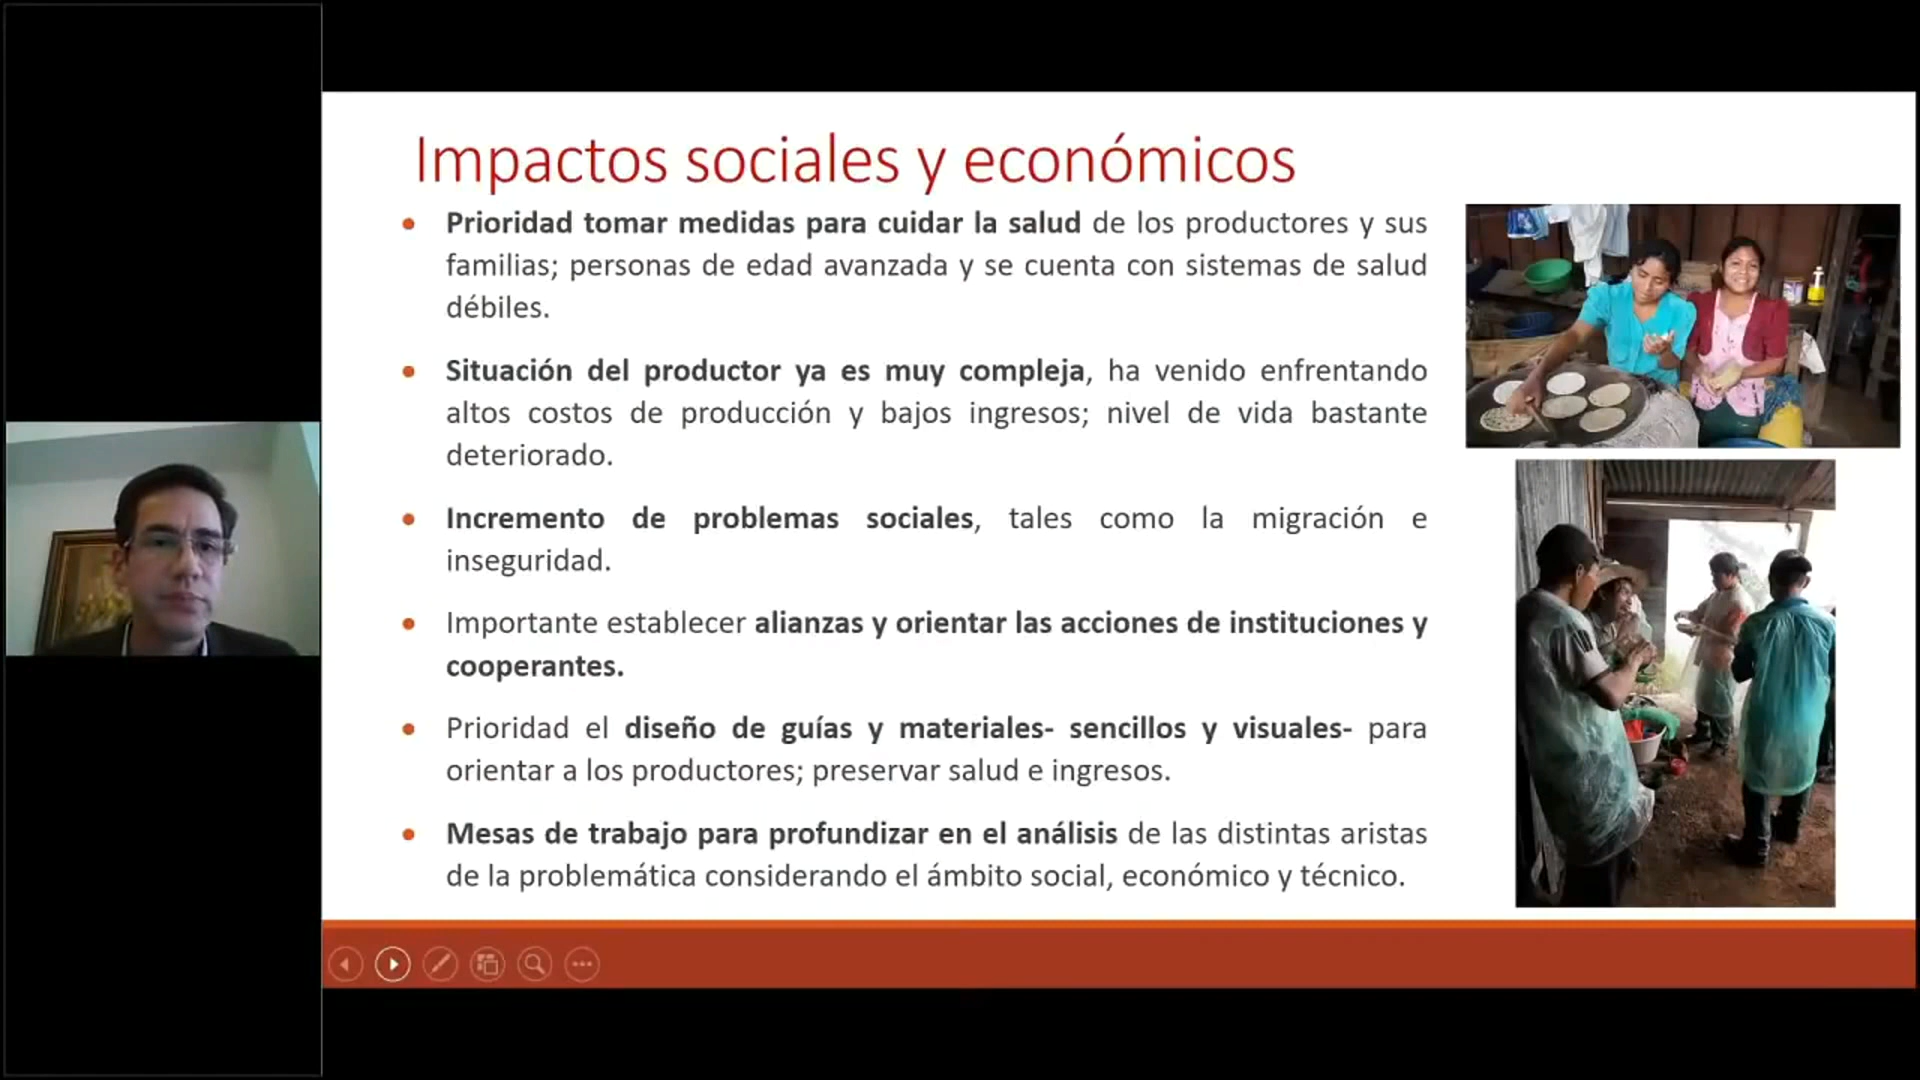 Impactos sociales y económicos
Prioridad tomar medidas para cuidar la salud de los productores y sus
familias; personas de edad avanzada y se cuenta con sistemas de salud
débiles.
Situación del productor ya es muy compleja, ha venido enfrentando
altos costos de producción y bajos ingresos; nivel de vida bastante
deteriorado.
Incremento de problemas sociales, tales como la migración e
inseguridad.
Importante establecer alianzas y orientar las acciones de instituciones y
cooperantes.
Prioridad el diseño de guías y materiales- sencillos y visuales- para
orientar a los productores; preservar salud e ingresos.
Mesas de trabajo para profundizar en el análisis de las distintas aristas
de la problemática considerando el ámbito social, económico y técnico.